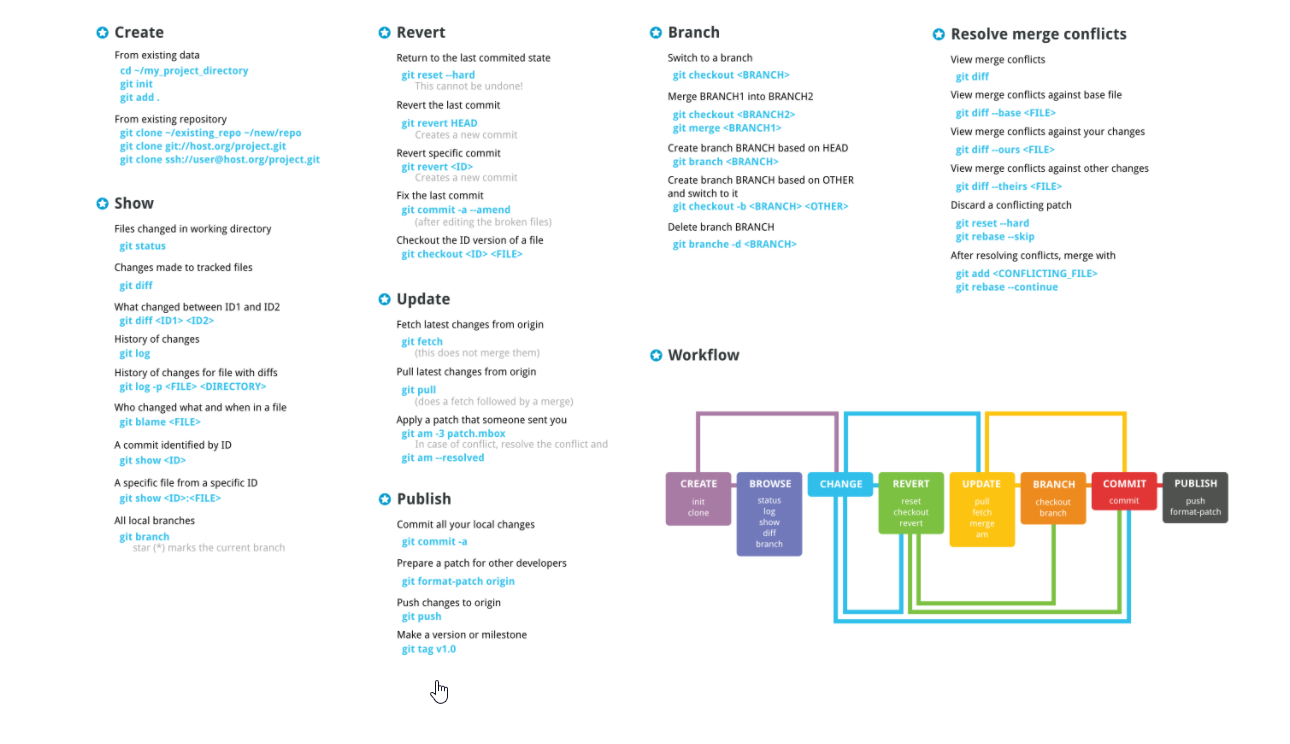 Create
From existing data
cd ~/my_project_directory
git init
git add .
From existing repository
git clone ~/existing_repo ~/new/repo
git clone git://host.org/project.git
git clone ssh://user@host.org/project.git
Show
Files changed in working directory
git status
Changes made to tracked files
git diff
What changed between ID1 and ID2
git diff <ID1> <ID2>
History of changes
git log
History of changes for file with diffs
git log -p <FILE> <DIRECTORY>
Who changed what and when in a file
git blame <FILE>
A commit identified by ID
git show <ID>
A specific file from a specific ID
git show <ID>:<FILE>
All local branches
git branch
star (*) marks the current branch
Revert
Return to the last commited state
git reset --hard
This cannot be undone!
Revert the last commit
git revert HEAD
Creates a new commit
Revert specific commit
git revert <ID>
Creates a new commit
Fix the last commit
git commit -a --amend
(after editing the broken files)
Checkout the ID version of a file
git checkout <ID> <FILE>
Update
Fetch latest changes from origin
git fetch
(this does not merge them)
Pull latest changes from origin
git pull
(does a fetch followed by a merge)
Apply a patch that someone sent you
git am -3 patch.mbox
In case of conflict, resolve the conflict and
git am --resolved
Publish
Commit all your local changes
git commit -a
Prepare a patch for other developers
git format-patch origin
Push changes to origin
git push
Make a version or milestone
git tag v1.0
Branch
Switch to a branch
git checkout <BRANCH>
Merge BRANCH1 into BRANCH2
git checkout <BRANCH2>
git merge <BRANCH1>
Create branch BRANCH based on HEAD
git branch <BRANCH>
Create branch BRANCH based on OTHER
and switch to it
git checkout -b <BRANCH> <OTHER>
Delete branch BRANCH
git branche -d <BRANCH>
Resolve merge conflicts
View merge conflicts
git diff
View merge conflicts against base file
git diff --base <FILE>
View merge conflicts against your changes
git diff --ours <FILE>
View merge conflicts against other changes
git diff --theirs <FILE>
Discard a conflicting patch
git reset --hard
git rebase --skip
After resolving conflicts, merge with
git add <CONFLICTING_FILE>
git rebase --continue
Workflow
CREATE
init
clone
BROWSE
status
log
show
diff
branch
CHANGE
REVERT
reset
checkout
revert
UPDATE
pull
fetch
merge
am
BRANCH
checkout
branch
COMMIT
commit
PUBLISH
push
format-patch